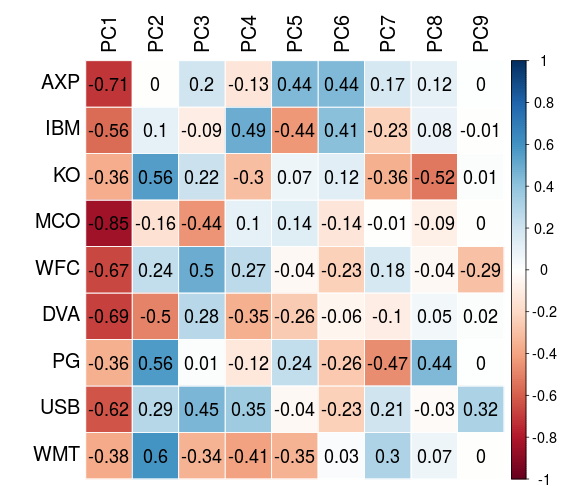 PC1 PC2 PC3 PC4 PC5 PC6 PC7 PC8 PC9
AXP -0.71 0 0.2 -0.13 0.44 0.44 0.17 0.12 0
IBM -0.56 0.1 -0.09 0.49 -0.44 0.41 -0.23 0.08 -0.01
KO -0.36 0.56 0.22 -0.3 0.07 0.12 -0.36 -0.52 0.01
MCO -0.85 -0.16 -0.44 0.1 0.14 -0.14 -0.01 -0.09 0
WFC -0.67 0.24 0.5 0.27 -0.04 -0.23 0.18 -0.04 -0.29
DVA -0.69 -0.5 0.28 -0.35 -0.26 -0.06 -0.1 0.05 0.02
PG -0.36 0.56 0.01 -0.12 0.24 -0.26 -0.47 0.44 0
USB -0.62 0.29 0.45 0.35 -0.04 -0.23 0.21 -0.03 0.32
WMT -0.38 0.6 -0.34 -0.41 -0.35 0.03 0.3 0.07 0
1
0.8
0.6
0.4
0.2
0
-0.2
-0.4
-0.6
-0.8
-1